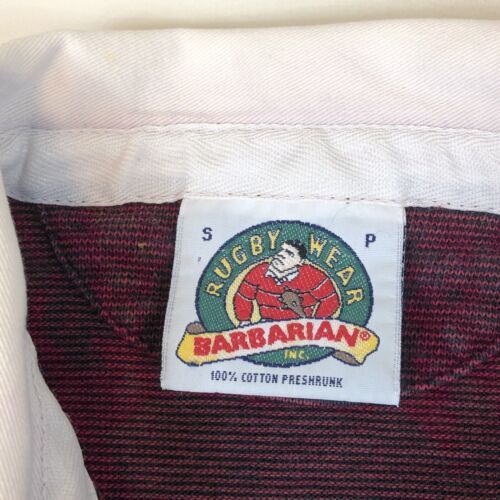 S P
RUGBY WEAR
BARBARIAN®
INC.
100% COTTON PRESHRUNK